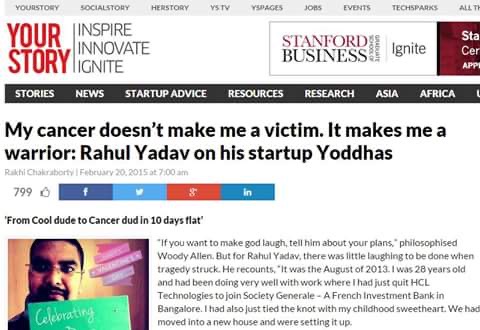 YOURSTORY SOCIALSTORY HERSTORY YS TV YSPAGES JOBS EVENTS TECHSPARKS ALL TH
YOUR STORY
INSPIRE
INNOVATE
IGNITE
STANFORD
BUSINESS
GRADUATE
SCHOOL OF
Ignite
Sta
Cer
APPL
STORIES NEWS STARTUP ADVICE RESOURCES RESEARCH ASIA AFRICA
My cancer doesn't make me a victim. It makes me a
warrior: Rahul Yadav on his startup Yoddhas
Rakhi Chakraborty | February 20, 2015 at 7:00 am
799 f g+ in
'From Cool dude to Cancer dud in 10 days flat'
VALENTINE'S
Celebrating
"If you want to make god laugh, tell him about your plans," philosophised
Woody Allen. But for Rahul Yadav, there was little laughing to be done when
tragedy struck. He recounts, "It was the August of 2013. I was 28 years old
and had been doing very well with work where I had just quit HCL
Technologies to join Society Generale – A French Investment Bank in
Bangalore. I had also just tied the knot with my childhood sweetheart. We had
moved into a new house and were setting it up.